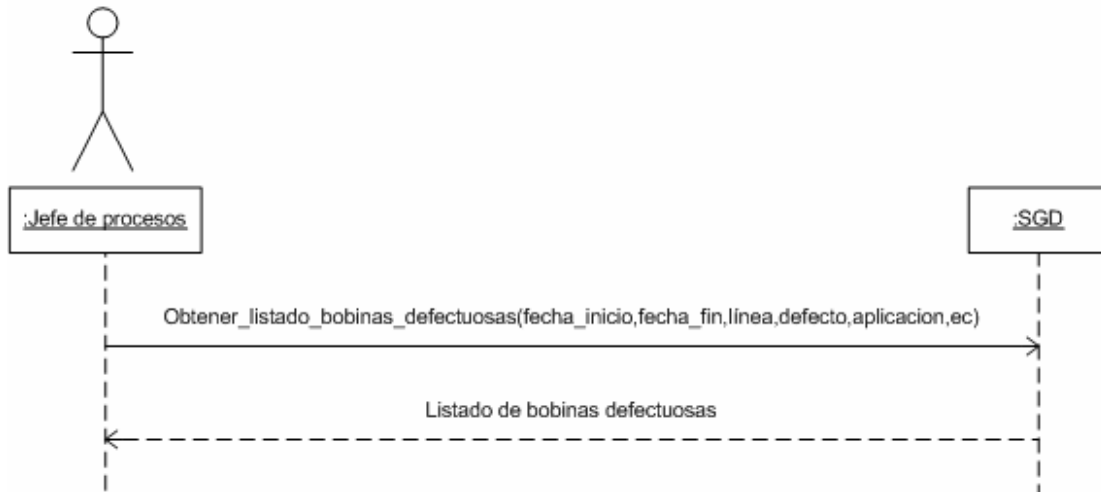 :Jefe de procesos
:SGD
Obtener_listado_bobinas_defectuosas(fecha_inicio,fecha_fin,línea,defecto,aplicacion,ec)
Listado de bobinas defectuosas